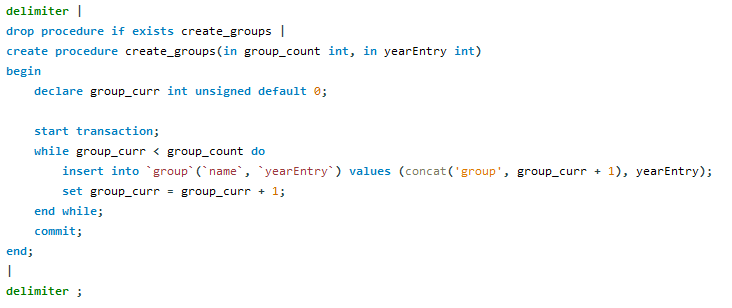 delimiter |
drop procedure if exists create_groups |
create procedure create_groups(in group_count int, in yearEntry int)
begin
    declare group_curr int unsigned default 0;

    start transaction;
    while group_curr < group_count do
        insert into `group`(`name`, `yearEntry`) values (concat('group', group_curr + 1), yearEntry);
        set group_curr = group_curr + 1;
    end while;
    commit;
end;
|
delimiter ;